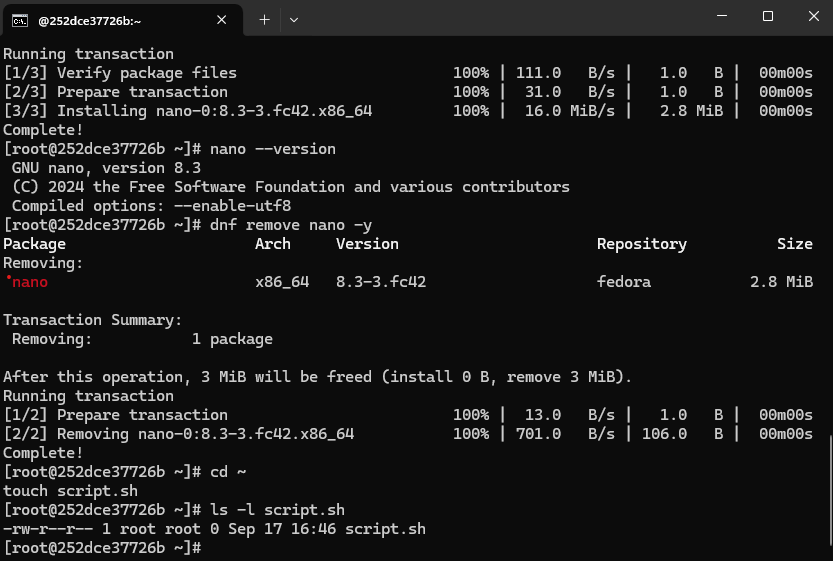 @252dce37726b:~
Running transaction
[1/3] Verify package files                        100% | 111.0   B/s |   1.0   B |  00m00s
[2/3] Prepare transaction                         100% |  31.0   B/s |   1.0   B |  00m00s
[3/3] Installing nano-0:8.3-3.fc42.x86_64         100% |  16.0 MiB/s |   2.8 MiB |  00m00s
Complete!
[root@252dce37726b ~]# nano --version
 GNU nano, version 8.3
 (C) 2024 the Free Software Foundation and various contributors
 Compiled options: --enable-utf8
[root@252dce37726b ~]# dnf remove nano -y
Package                     Arch     Version                      Repository          Size
Removing:
 nano                       x86_64   8.3-3.fc42                   fedora           2.8 MiB

Transaction Summary:
 Removing:           1 package

After this operation, 3 MiB will be freed (install 0 B, remove 3 MiB).
Running transaction
[1/2] Prepare transaction                         100% |  13.0   B/s |   1.0   B |  00m00s
[2/2] Removing nano-0:8.3-3.fc42.x86_64           100% | 701.0   B/s | 106.0   B |  00m00s
Complete!
[root@252dce37726b ~]# cd ~
touch script.sh
[root@252dce37726b ~]# ls -l script.sh
-rw-r--r-- 1 root root 0 Sep 17 16:46 script.sh
[root@252dce37726b ~]#